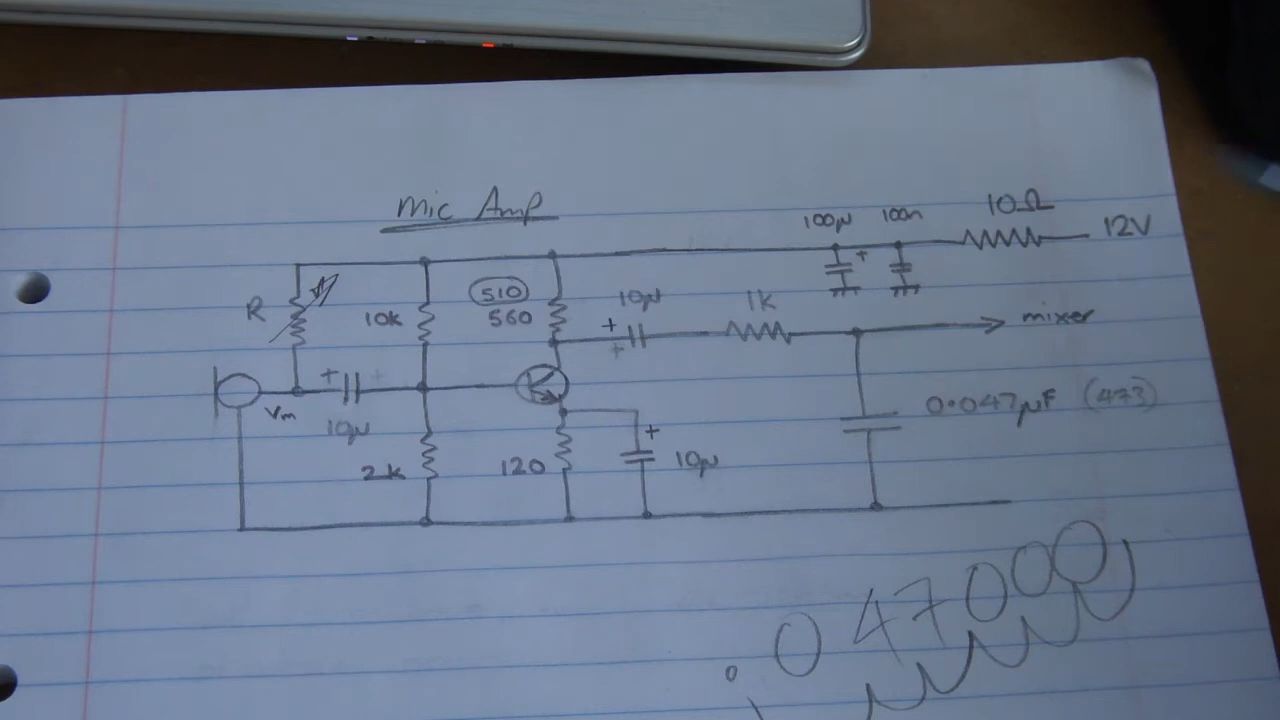 Mic Amp
100µ 100n 10Ω 12V
R 10k 510 560 10µ 1k mixer
Vm 10µ 0.047µF (473)
2k 120 10µ
.047000